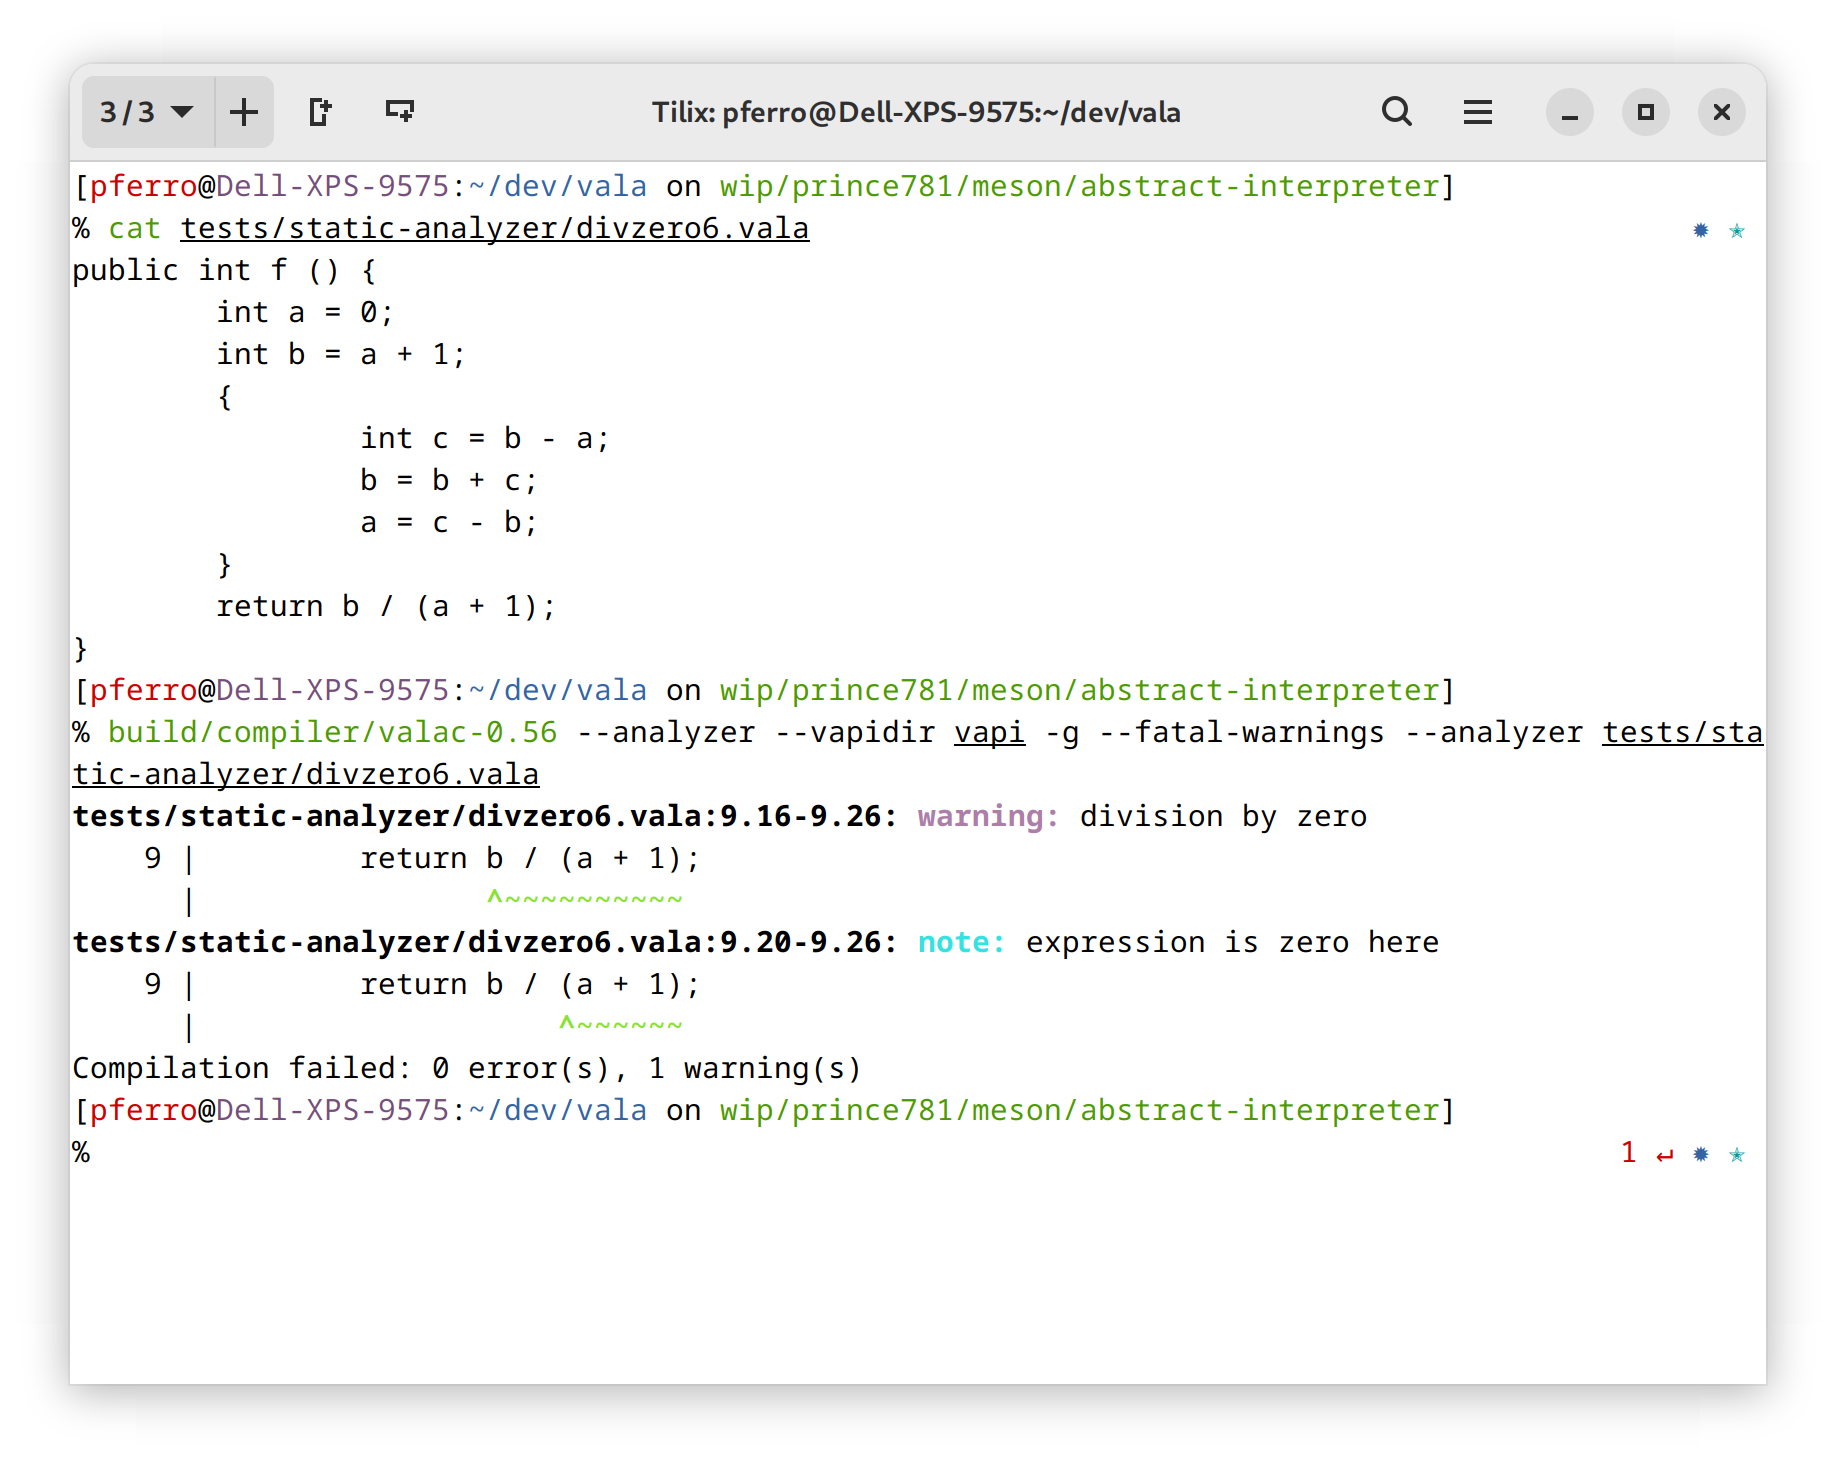 3/3 Tilix: pferro@Dell-XPS-9575:~/dev/vala
[pferro@Dell-XPS-9575:~/dev/vala on wip/prince781/meson/abstract-interpreter]
% cat tests/static-analyzer/divzero6.vala ✹ ✭
public int f () {
        int a = 0;
        int b = a + 1;
        {
                int c = b - a;
                b = b + c;
                a = c - b;
        }
        return b / (a + 1);
}
[pferro@Dell-XPS-9575:~/dev/vala on wip/prince781/meson/abstract-interpreter]
% build/compiler/valac-0.56 --analyzer --vapidir vapi -g --fatal-warnings --analyzer tests/sta
tic-analyzer/divzero6.vala
tests/static-analyzer/divzero6.vala:9.16-9.26: warning: division by zero
    9 |         return b / (a + 1);
      |                ^~~~~~~~~~~
tests/static-analyzer/divzero6.vala:9.20-9.26: note: expression is zero here
    9 |         return b / (a + 1);
      |                    ^~~~~~~
Compilation failed: 0 error(s), 1 warning(s)
[pferro@Dell-XPS-9575:~/dev/vala on wip/prince781/meson/abstract-interpreter]
% 1 ↵ ✹ ✭